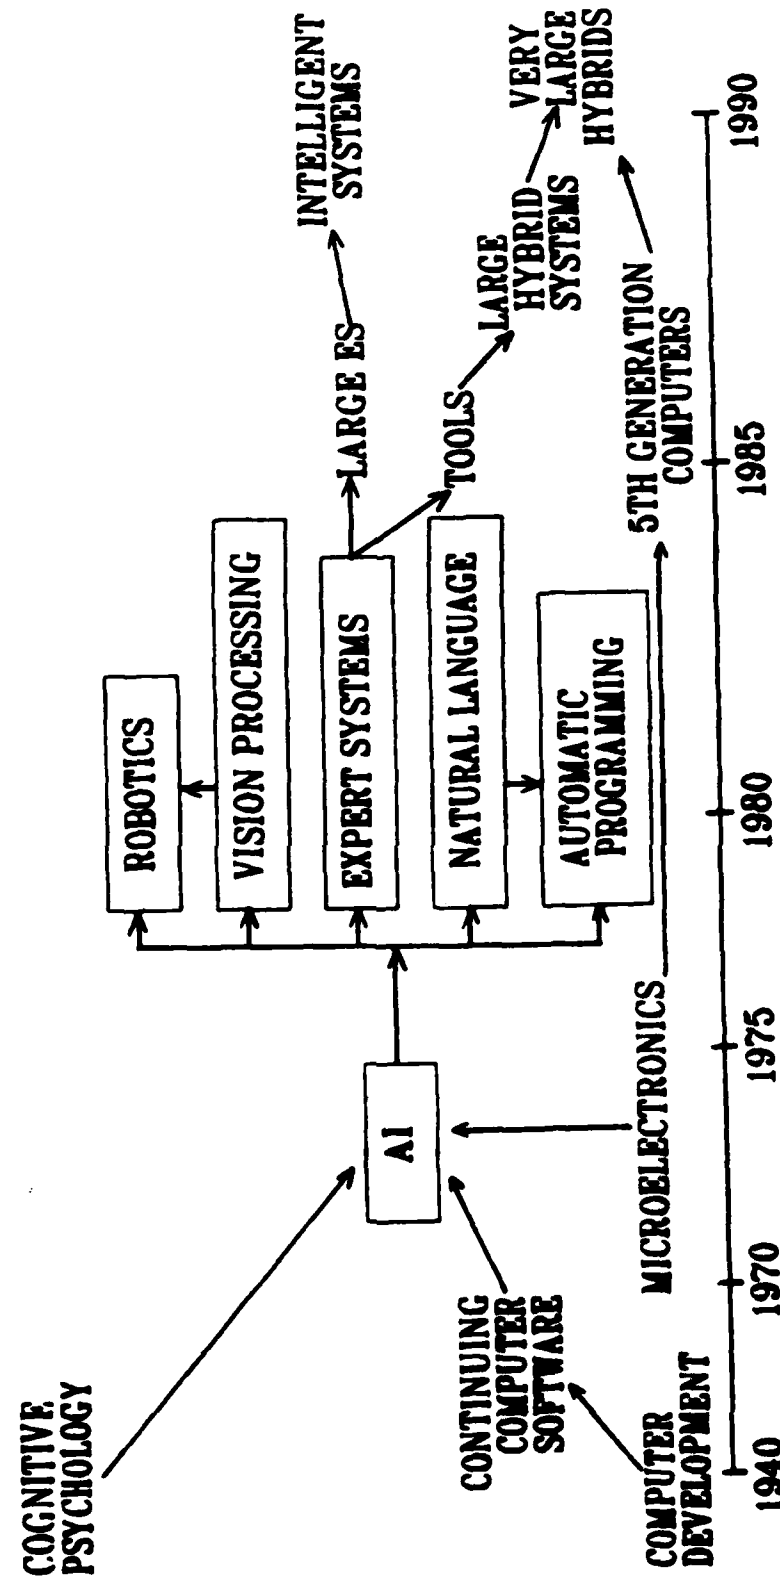 COGNITIVE
PSYCHOLOGY
COMPUTER
DEVELOPMENT
CONTINUING
COMPUTER
SOFTWARE
MICROELECTRONICS
AI
ROBOTICS
VISION PROCESSING
EXPERT SYSTEMS
NATURAL LANGUAGE
AUTOMATIC
PROGRAMMING
LARGE ES
TOOLS
INTELLIGENT
SYSTEMS
LARGE
HYBRID
SYSTEMS
5TH GENERATION
COMPUTERS
VERY
LARGE
HYBRIDS
1940
1970
1975
1980
1985
1990